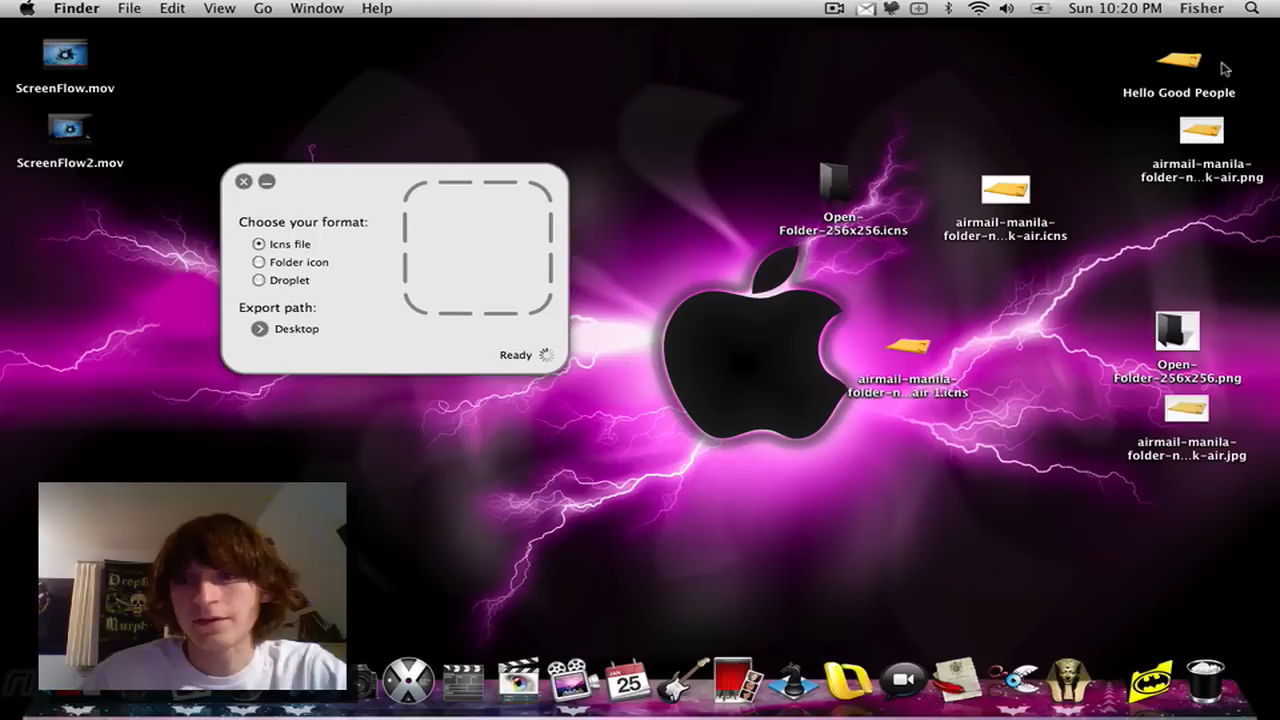 Finder File Edit View Go Window Help
Sun 10:20 PM Fisher
ScreenFlow.mov
ScreenFlow2.mov
Hello Good People
airmail-manila-
folder-n...k-air.png
Open-
Folder-256x256.icns
airmail-manila-
folder-n...k-air.icns
Choose your format:
Icns file
Folder icon
Droplet
Export path:
Desktop
Ready
airmail-manila-
folder-n...air 1.icns
Open-
Folder-256x256.png
airmail-manila-
folder-n...k-air.jpg
Dropk
Murph
25